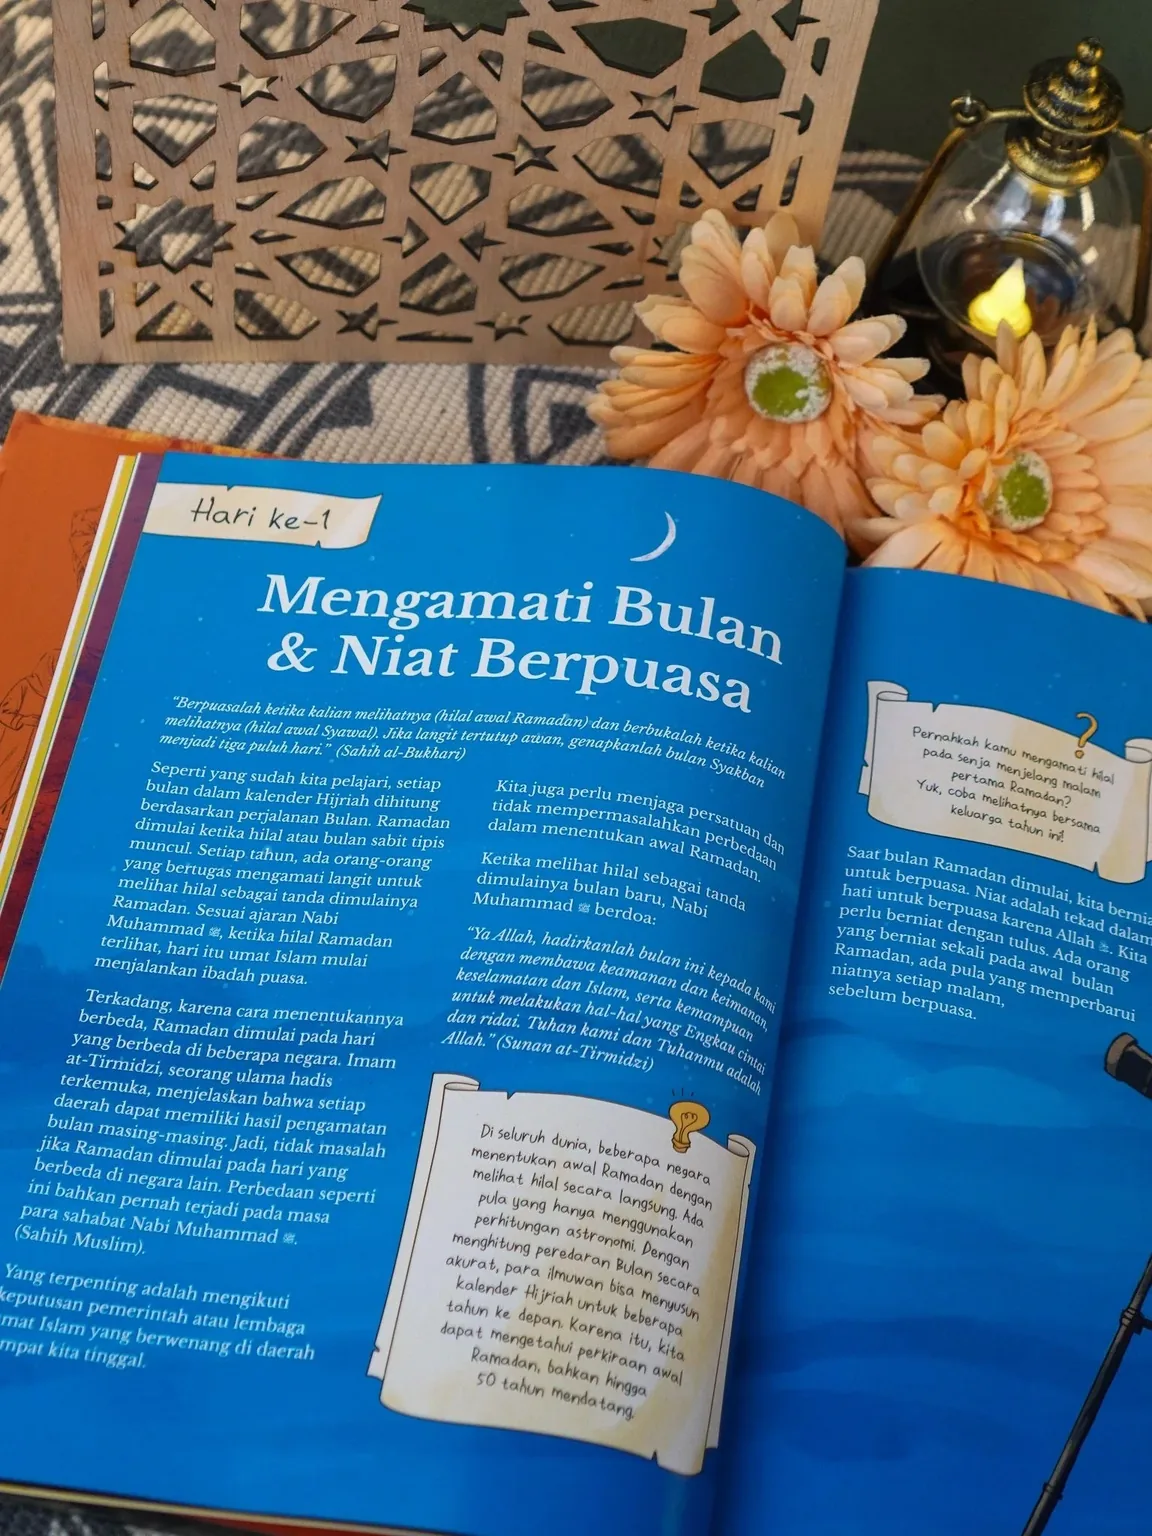 Hari ke-1
Mengamati Bulan
& Niat Berpuasa
“Berpuasalah ketika kalian melihatnya (hilal awal Ramadan) dan berbukalah ketika kalian
melihatnya (hilal awal Syawal). Jika langit tertutup awan, genapkanlah bulan Syakban
menjadi tiga puluh hari.” (Sahih al-Bukhari)
Seperti yang sudah kita pelajari, setiap
bulan dalam kalender Hijriah dihitung
berdasarkan perjalanan Bulan. Ramadan
dimulai ketika hilal atau bulan sabit tipis
muncul. Setiap tahun, ada orang-orang
yang bertugas mengamati langit untuk
melihat hilal sebagai tanda dimulainya
Ramadan. Sesuai ajaran Nabi
Muhammad ﷺ, ketika hilal Ramadan
terlihat, hari itu umat Islam mulai
menjalankan ibadah puasa.
Terkadang, karena cara menentukannya
berbeda, Ramadan dimulai pada hari
yang berbeda di beberapa negara. Imam
at-Tirmidzi, seorang ulama hadis
terkemuka, menjelaskan bahwa setiap
daerah dapat memiliki hasil pengamatan
bulan masing-masing. Jadi, tidak masalah
jika Ramadan dimulai pada hari yang
berbeda di negara lain. Perbedaan seperti
ini bahkan pernah terjadi pada masa
para sahabat Nabi Muhammad ﷺ.
(Sahih Muslim).
Yang terpenting adalah mengikuti
keputusan pemerintah atau lembaga
mat Islam yang berwenang di daerah
mpat kita tinggal.
Kita juga perlu menjaga persatuan dan
tidak mempermasalahkan perbedaan
dalam menentukan awal Ramadan.
Ketika melihat hilal sebagai tanda
dimulainya bulan baru, Nabi
Muhammad ﷺ berdoa:
“Ya Allah, hadirkanlah bulan ini kepada kami
dengan membawa keamanan dan keimanan,
keselamatan dan Islam, serta kemampuan
untuk melakukan hal-hal yang Engkau cintai
dan ridai. Tuhan kami dan Tuhanmu adalah
Allah.” (Sunan at-Tirmidzi)
Di seluruh dunia, beberapa negara
menentukan awal Ramadan dengan
melihat hilal secara langsung. Ada
pula yang hanya menggunakan
perhitungan astronomi. Dengan
menghitung peredaran Bulan secara
akurat, para ilmuwan bisa menyusun
kalender Hijriah untuk beberapa
tahun ke depan. Karena itu, kita
dapat mengetahui perkiraan awal
Ramadan, bahkan hingga
50 tahun mendatang.
?
Pernahkah kamu mengamati hilal
pada senja menjelang malam
pertama Ramadan?
Yuk, coba melihatnya bersama
keluarga tahun ini!
Saat bulan Ramadan dimulai, kita bernia
untuk berpuasa. Niat adalah tekad dalam
hati untuk berpuasa karena Allah ﷻ. Kita
perlu berniat dengan tulus. Ada orang
yang berniat sekali pada awal bulan
Ramadan, ada pula yang memperbarui
niatnya setiap malam,
sebelum berpuasa.